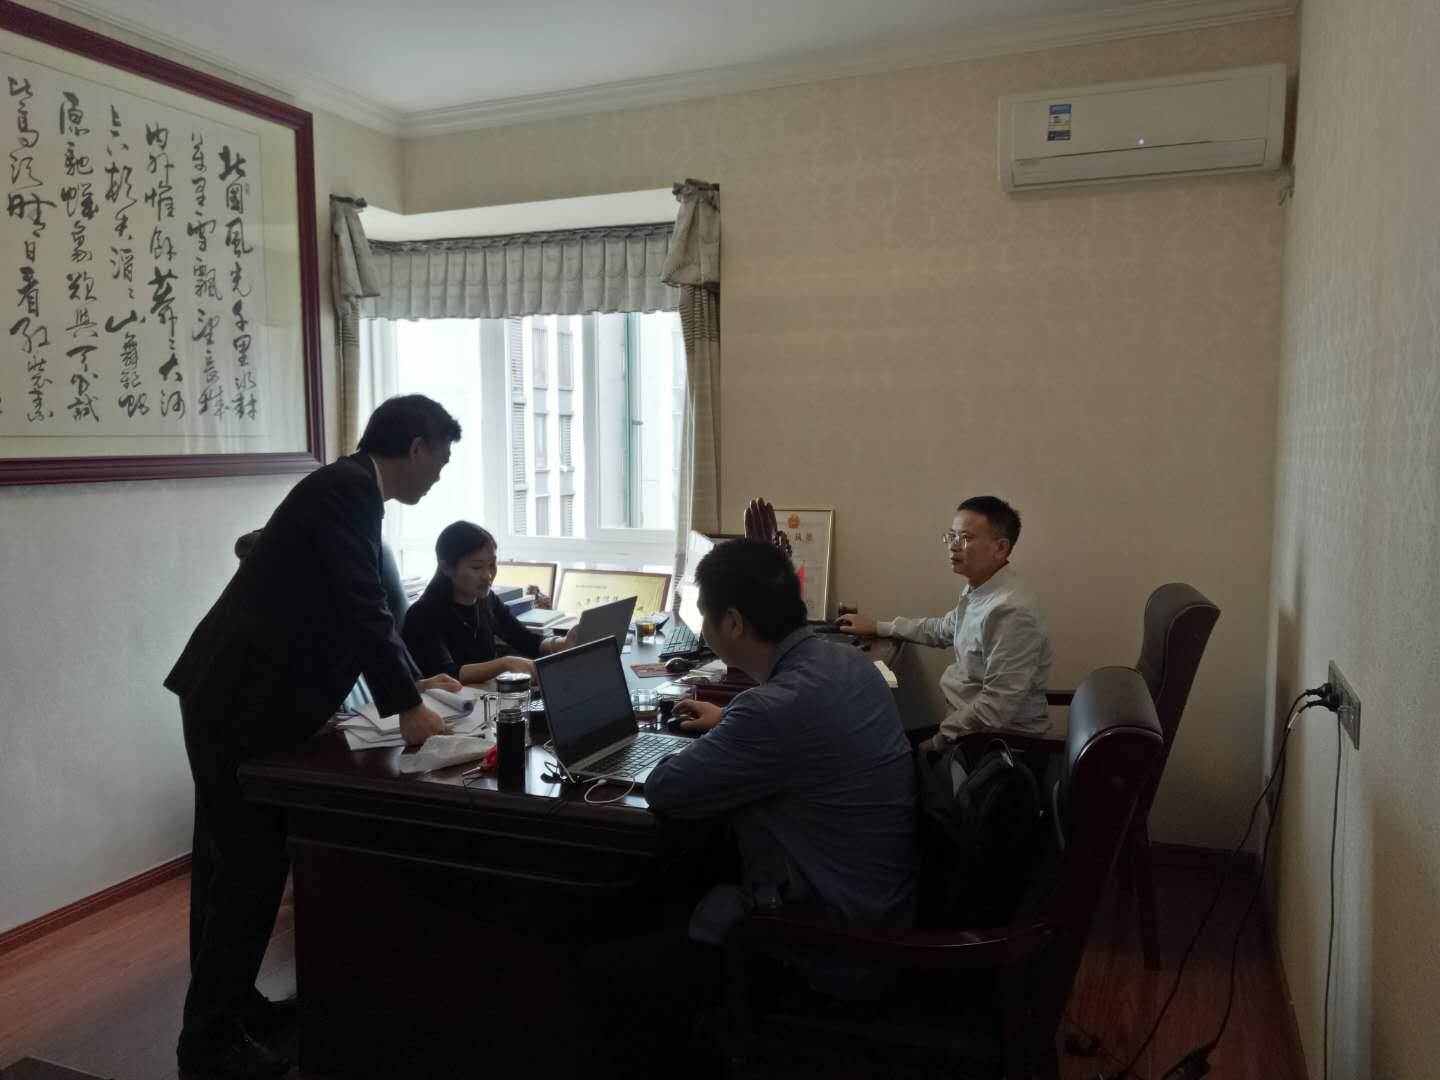 北國風光千里冰封
萬里雪飄望長城
内外惟餘莽〻大河
上下頓失滔〻山舞銀蛇
原馳蠟象欲與天公試
比高須晴日看紅裝素